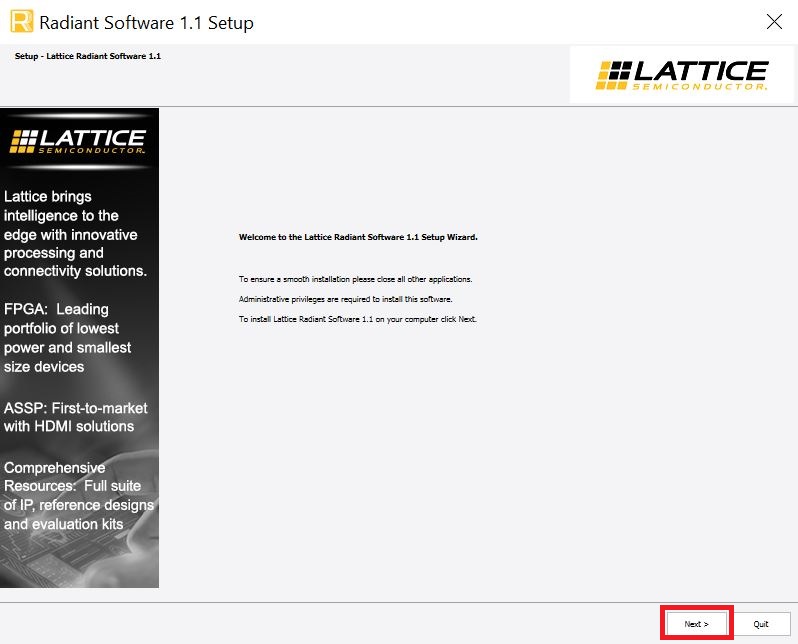 Radiant Software 1.1 Setup
Setup - Lattice Radiant Software 1.1
LATTICE
SEMICONDUCTOR.
LATTICE
SEMICONDUCTOR.
Lattice brings
intelligence to the
edge with innovative
processing and
connectivity solutions.
FPGA: Leading
portfolio of lowest
power and smallest
size devices
ASSP: First-to-market
with HDMI solutions
Comprehensive
Resources: Full suite
of IP, reference designs
and evaluation kits
Welcome to the Lattice Radiant Software 1.1 Setup Wizard.
To ensure a smooth installation please close all other applications.
Administrative privileges are required to install this software.
To install Lattice Radiant Software 1.1 on your computer click Next.
Next >
Quit